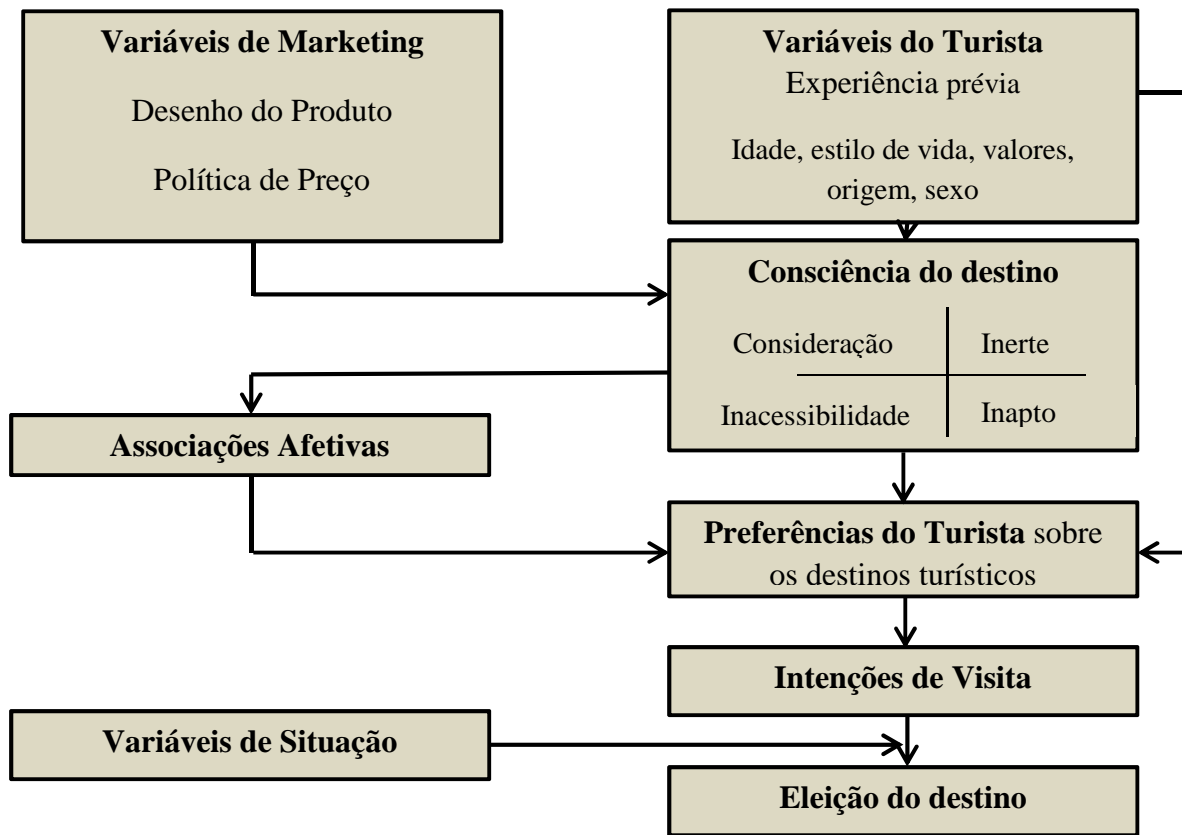 Variáveis de Marketing
Desenho do Produto
Política de Preço
Variáveis do Turista
Experiência prévia
Idade, estilo de vida, valores,
origem, sexo
Consciência do destino
Consideração
Inerte
Inacessibilidade
Inapto
Associações Afetivas
Preferências do Turista sobre
os destinos turísticos
Intenções de Visita
Variáveis de Situação
Eleição do destino